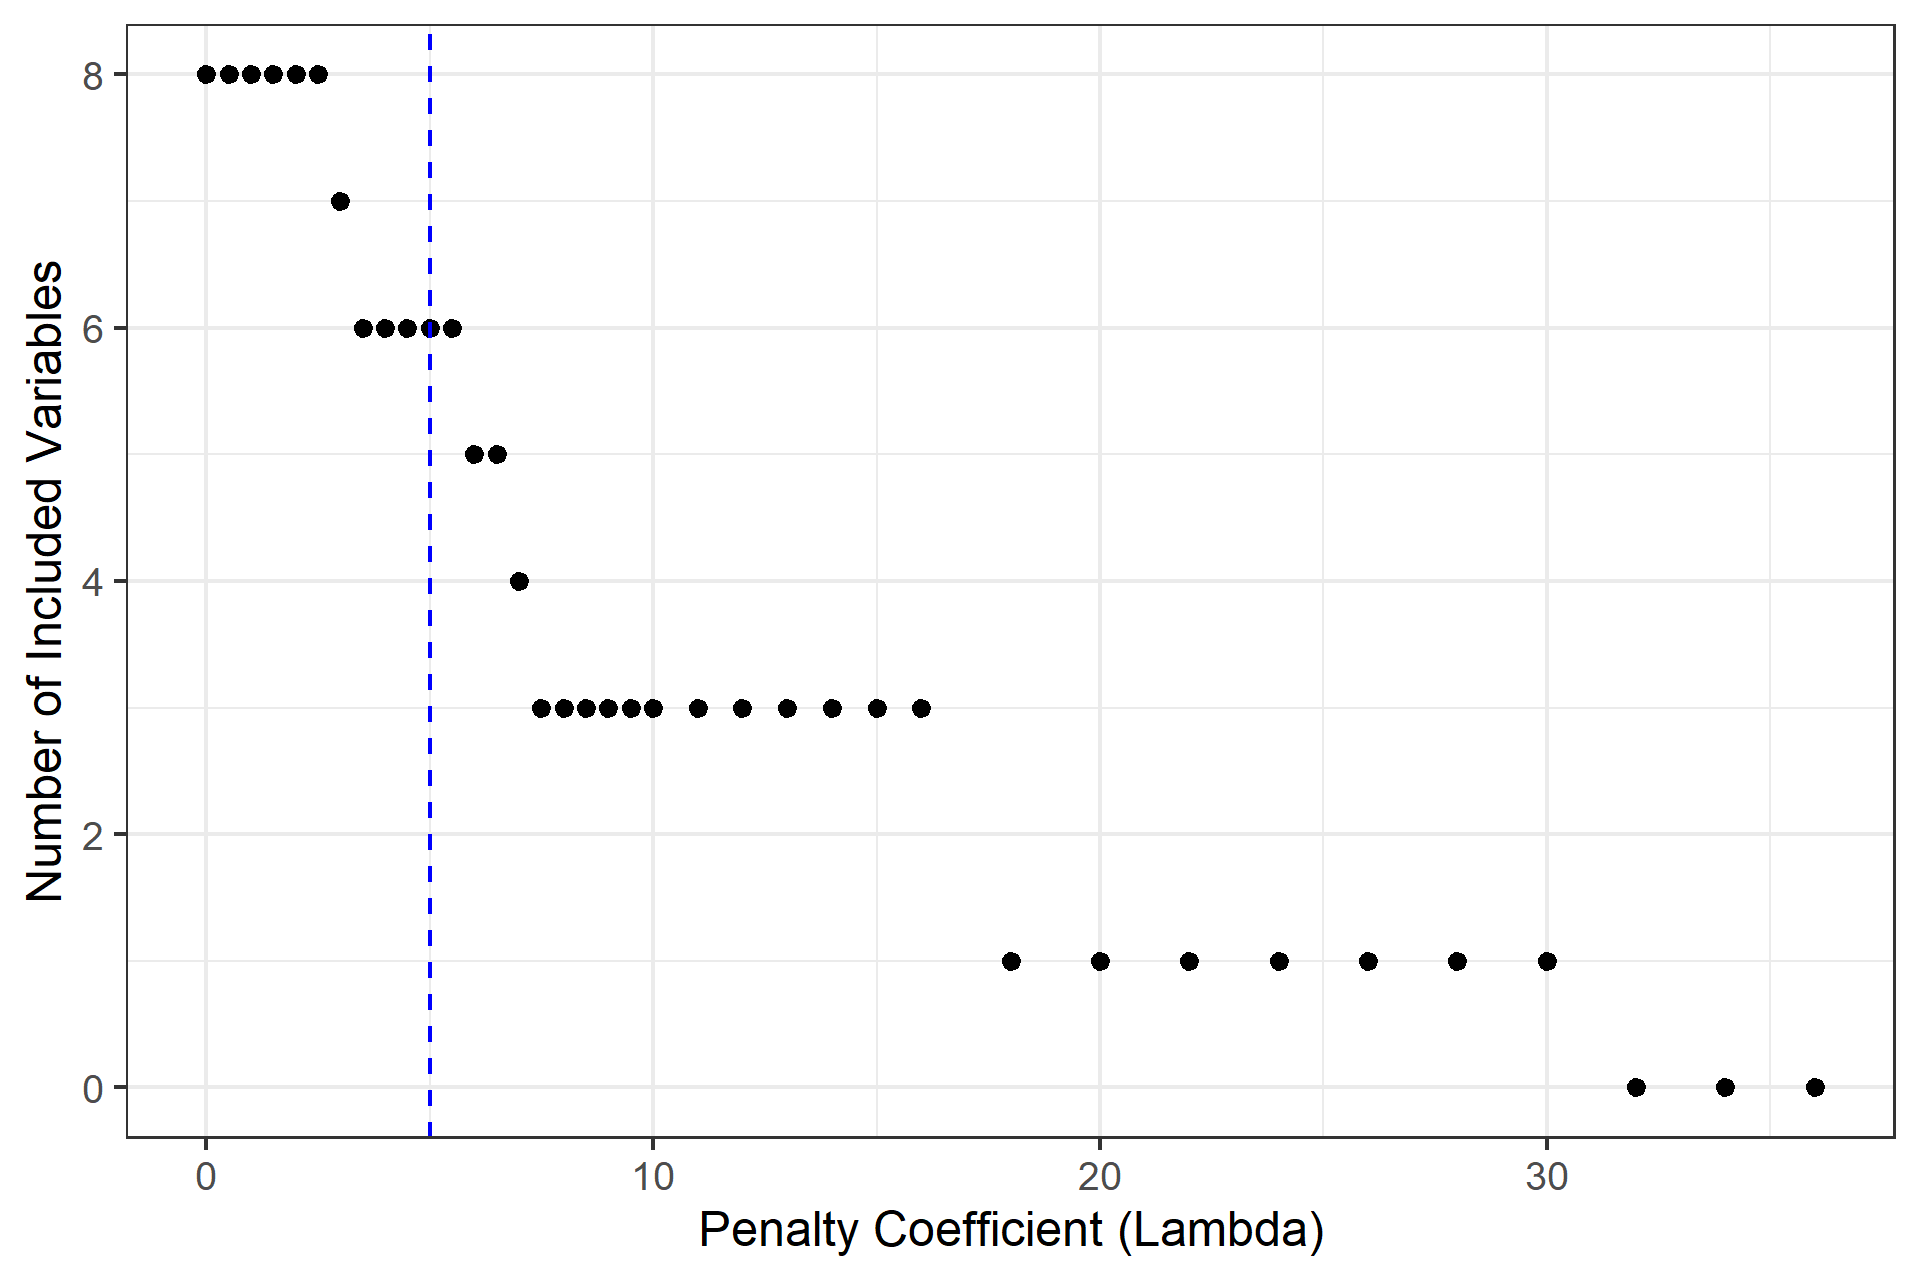 Number of Included Variables
8
6
4
2
0
0 10 20 30
Penalty Coefficient (Lambda)